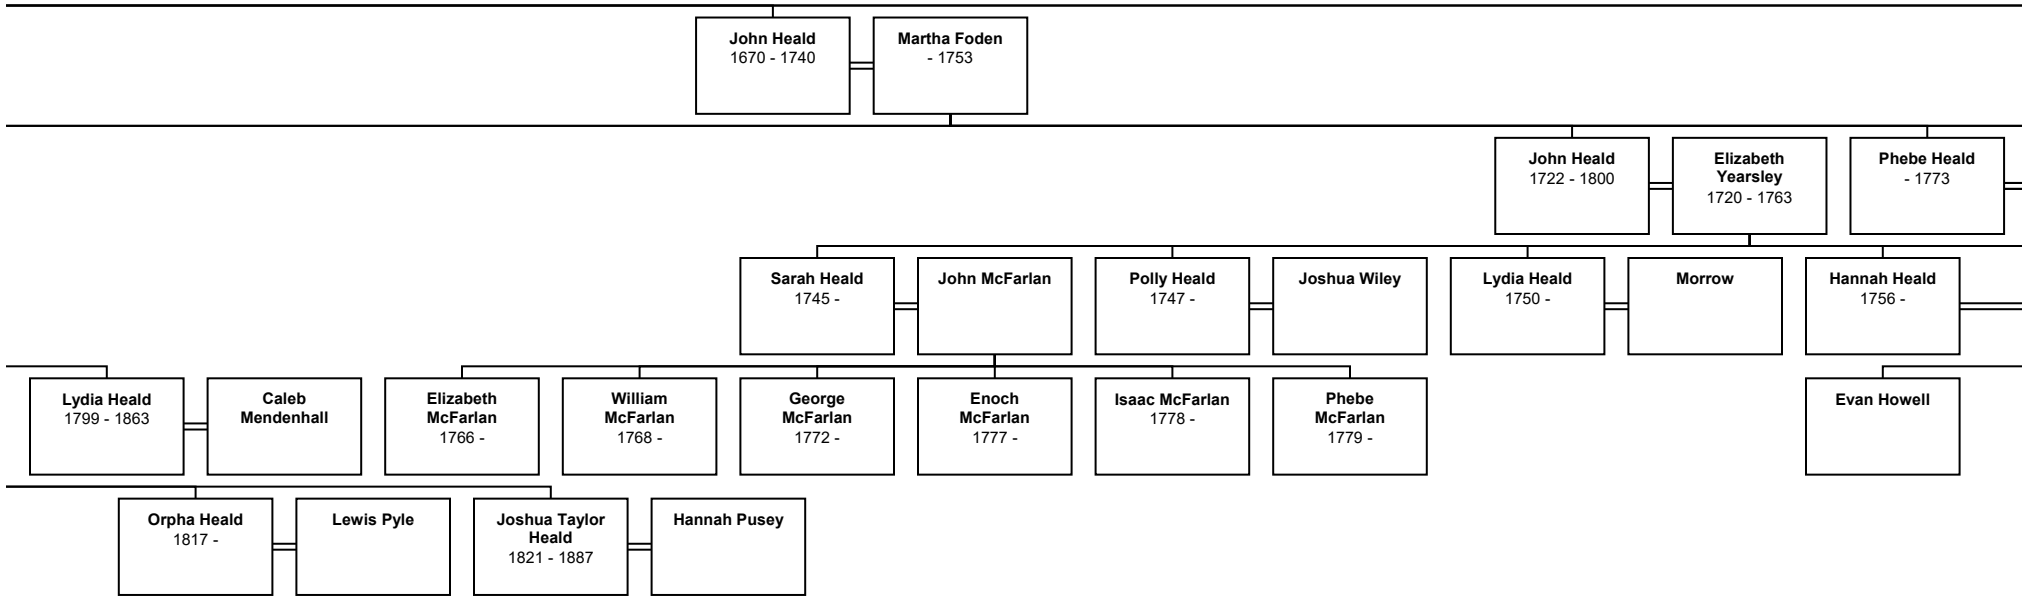 John Heald
1670 - 1740
Martha Foden
- 1753
John Heald
1722 - 1800
Elizabeth
Yearsley
1720 - 1763
Phebe Heald
- 1773
Sarah Heald
1745 -
John McFarlan
Polly Heald
1747 -
Joshua Wiley
Lydia Heald
1750 -
Morrow
Hannah Heald
1756 -
Lydia Heald
1799 - 1863
Caleb
Mendenhall
Elizabeth
McFarlan
1766 -
William
McFarlan
1768 -
George
McFarlan
1772 -
Enoch
McFarlan
1777 -
Isaac McFarlan
1778 -
Phebe
McFarlan
1779 -
Evan Howell
Orpha Heald
1817 -
Lewis Pyle
Joshua Taylor
Heald
1821 - 1887
Hannah Pusey